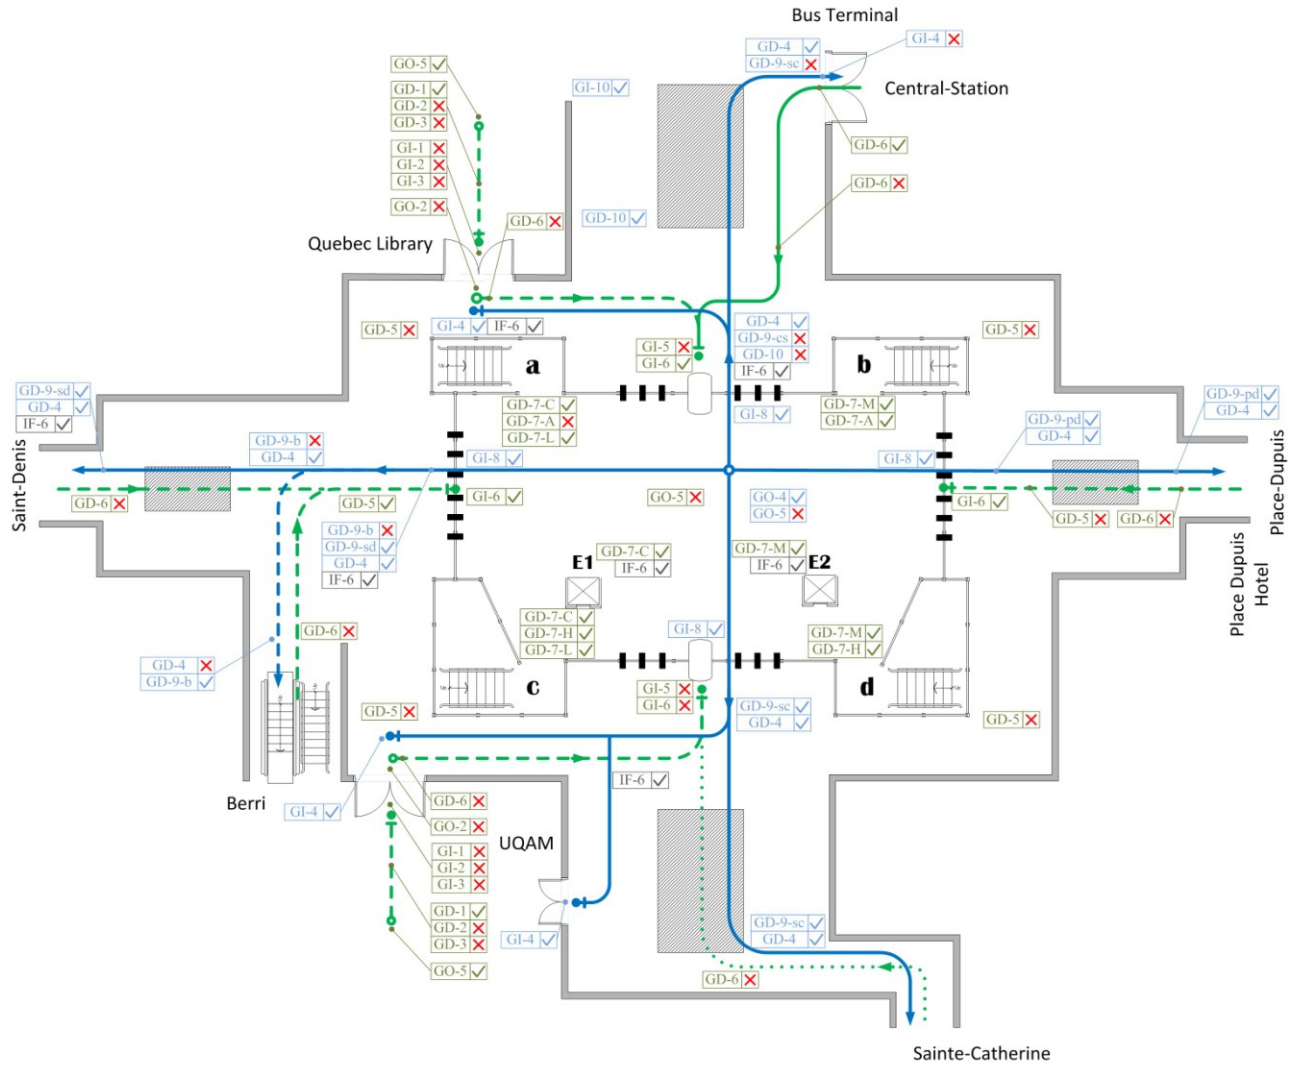 Bus Terminal
GD-4
GI-4
GD-9-sc
GO-5
GD-1
GD-2
GD-3
GI-10
Central-Station
GI-1
GI-2
GI-3
GD-6
GD-6
GO-2
GD-6
GD-10
Quebec Library
GD-5
GI-4
IF-6
GD-4
GD-9-cs
GD-10
IF-6
GD-5
GI-5
GI-6
a
b
Up
Up
GD-9-sd
GD-4
IF-6
GD-7-C
GD-7-A
GD-7-L
GI-8
GD-7-M
GD-7-A
GD-9-pd
GD-4
GD-9-pd
GD-4
GD-9-b
GD-4
GI-8
GI-8
Saint-Denis
Place-Dupuis
GD-6
GD-5
GI-6
GO-5
GO-4
GO-5
GI-6
GD-5
GD-6
GD-9-b
GD-9-sd
GD-4
IF-6
GD-7-C
IF-6
GD-7-M
IF-6
E1
E2
Place Dupuis
Hotel
GD-6
GD-7-C
GD-7-H
GD-7-L
GI-8
GD-7-M
GD-7-H
GD-4
GD-9-b
c
d
Up
Up
GI-5
GI-6
GD-5
GD-9-sc
GD-4
GD-5
IF-6
Berri
GI-4
GD-6
GO-2
UQAM
GI-1
GI-2
GI-3
GD-1
GD-2
GD-3
GI-4
GD-9-sc
GD-4
GO-5
GD-6
Sainte-Catherine